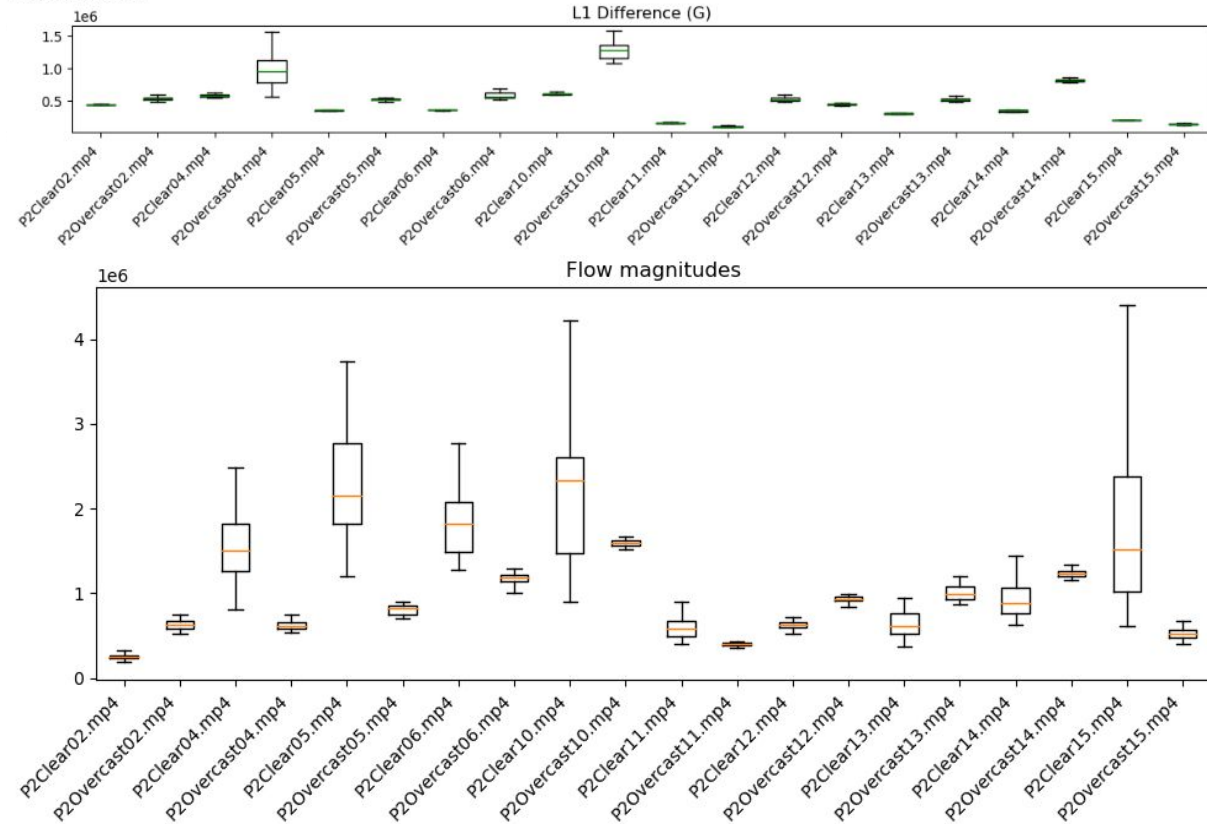 L1 Difference (G)
1e6
1.5
1.0
0.5
P2Clear02.mp4
P2Overcast02.mp4
P2Clear04.mp4
P2Overcast04.mp4
P2Clear05.mp4
P2Overcast05.mp4
P2Clear06.mp4
P2Overcast06.mp4
P2Clear10.mp4
P2Overcast10.mp4
P2Clear11.mp4
P2Overcast11.mp4
P2Clear12.mp4
P2Overcast12.mp4
P2Clear13.mp4
P2Overcast13.mp4
P2Clear14.mp4
P2Overcast14.mp4
P2Clear15.mp4
P2Overcast15.mp4
Flow magnitudes
1e6
4
3
2
1
0
P2Clear02.mp4
P2Overcast02.mp4
P2Clear04.mp4
P2Overcast04.mp4
P2Clear05.mp4
P2Overcast05.mp4
P2Clear06.mp4
P2Overcast06.mp4
P2Clear10.mp4
P2Overcast10.mp4
P2Clear11.mp4
P2Overcast11.mp4
P2Clear12.mp4
P2Overcast12.mp4
P2Clear13.mp4
P2Overcast13.mp4
P2Clear14.mp4
P2Overcast14.mp4
P2Clear15.mp4
P2Overcast15.mp4